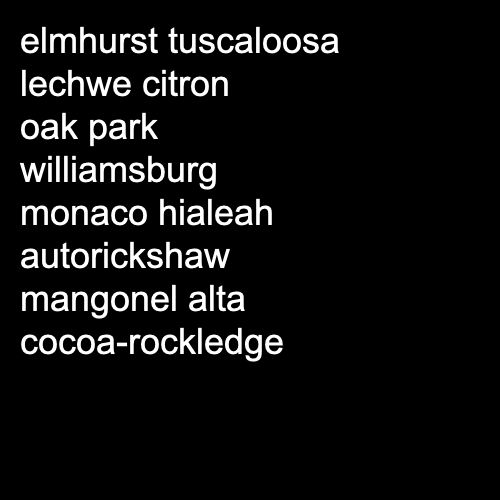 elmhurst tuscaloosa
lechwe citron
oak park
williamsburg
monaco hialeah
autorickshaw
mangonel alta
cocoa-rockledge